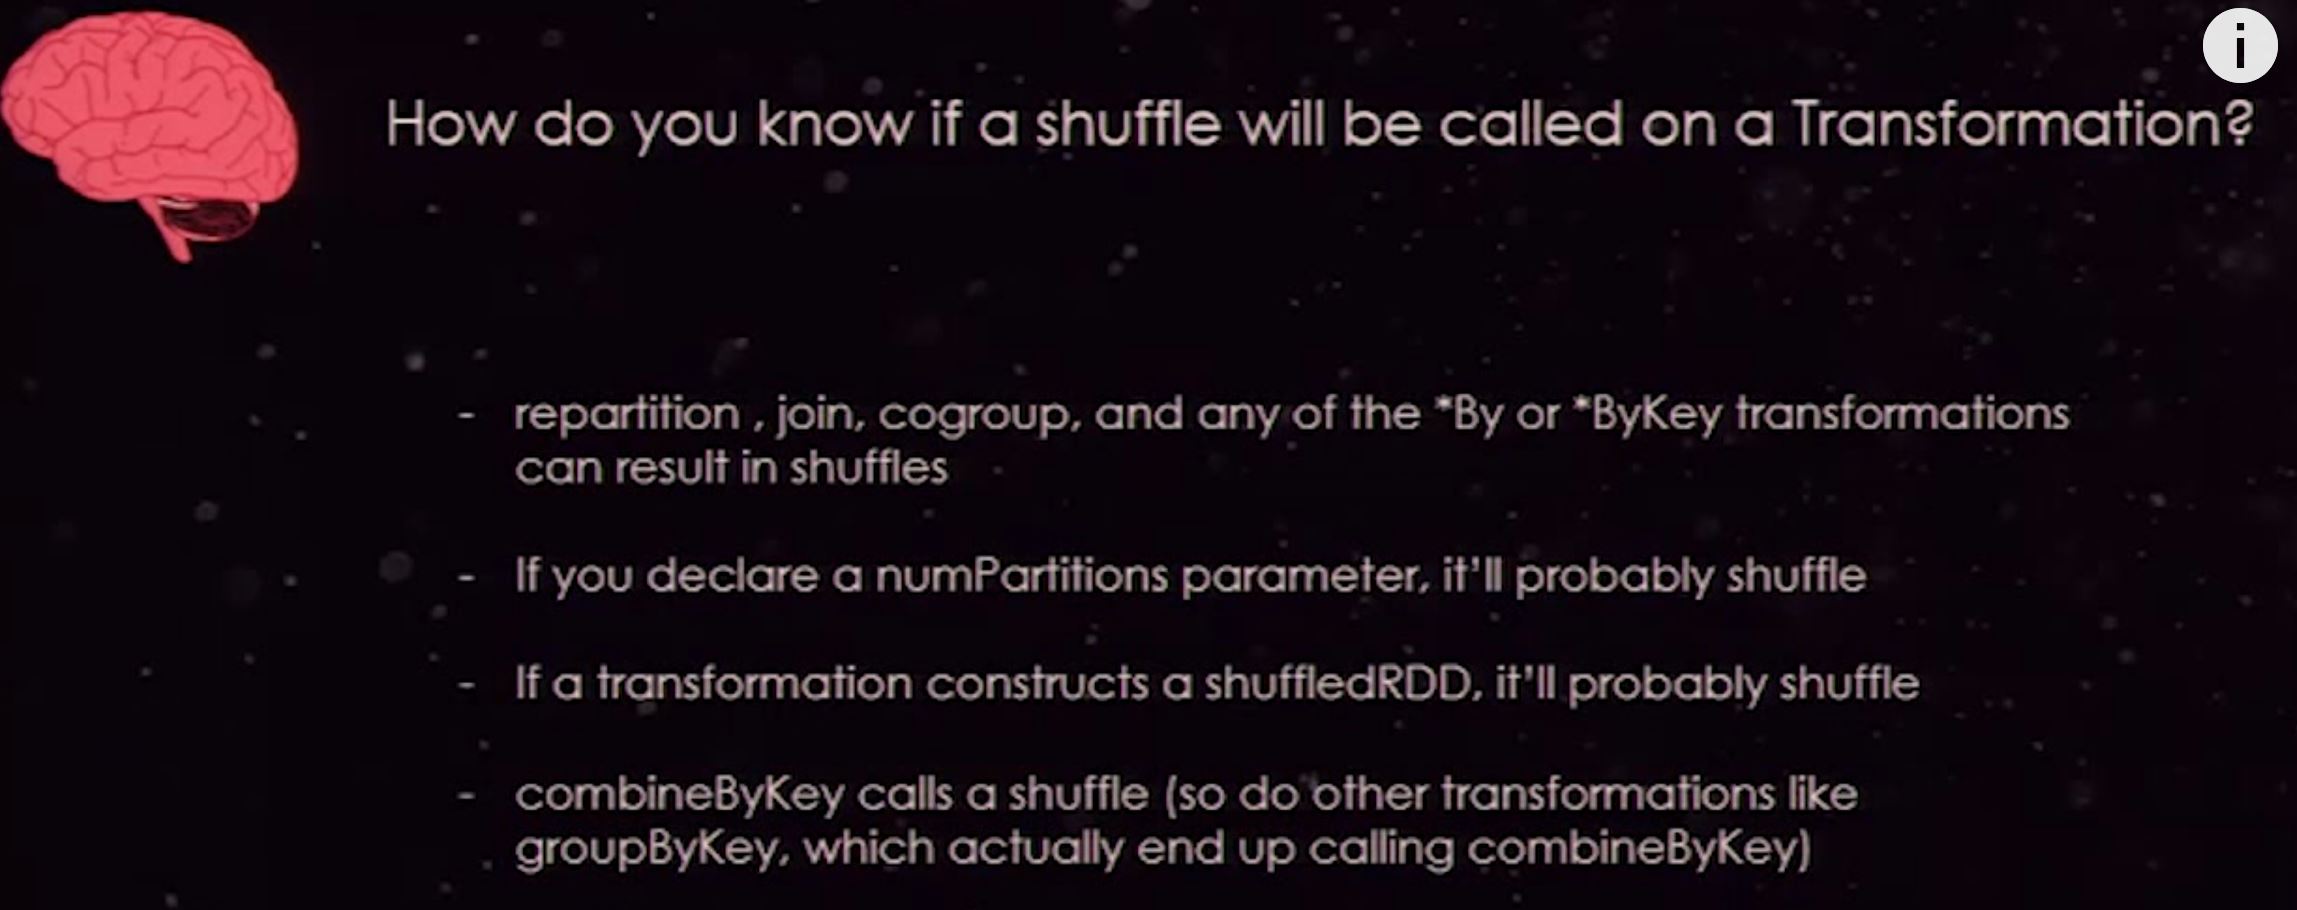 i
How do you know if a shuffle will be called on a Transformation?
- repartition , join, cogroup, and any of the *By or *ByKey transformations
can result in shuffles
- If you declare a numPartitions parameter, it'll probably shuffle
- If a transformation constructs a shuffledRDD, it'll probably shuffle
- combineByKey calls a shuffle (so do other transformations like
groupByKey, which actually end up calling combineByKey)